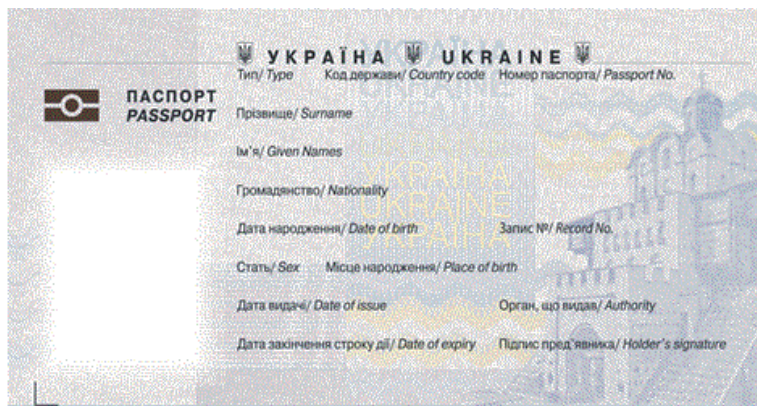 УКРАЇНА UKRAINE
Тип/ Type Код держави/ Country code Номер паспорта/ Passport No.
ПАСПОРТ
PASSPORT
Прізвище/ Surname
Ім'я/ Given Names
Громадянство/ Nationality
УКРАЇНА
UKRAINE
УКРАЇНА
Дата народження/ Date of birth Запис №/ Record No.
Стать/ Sex Місце народження/ Place of birth
Дата видачі/ Date of issue Орган, що видав/ Authority
Дата закінчення строку дії/ Date of expiry Підпис пред'явника/ Holder's signature